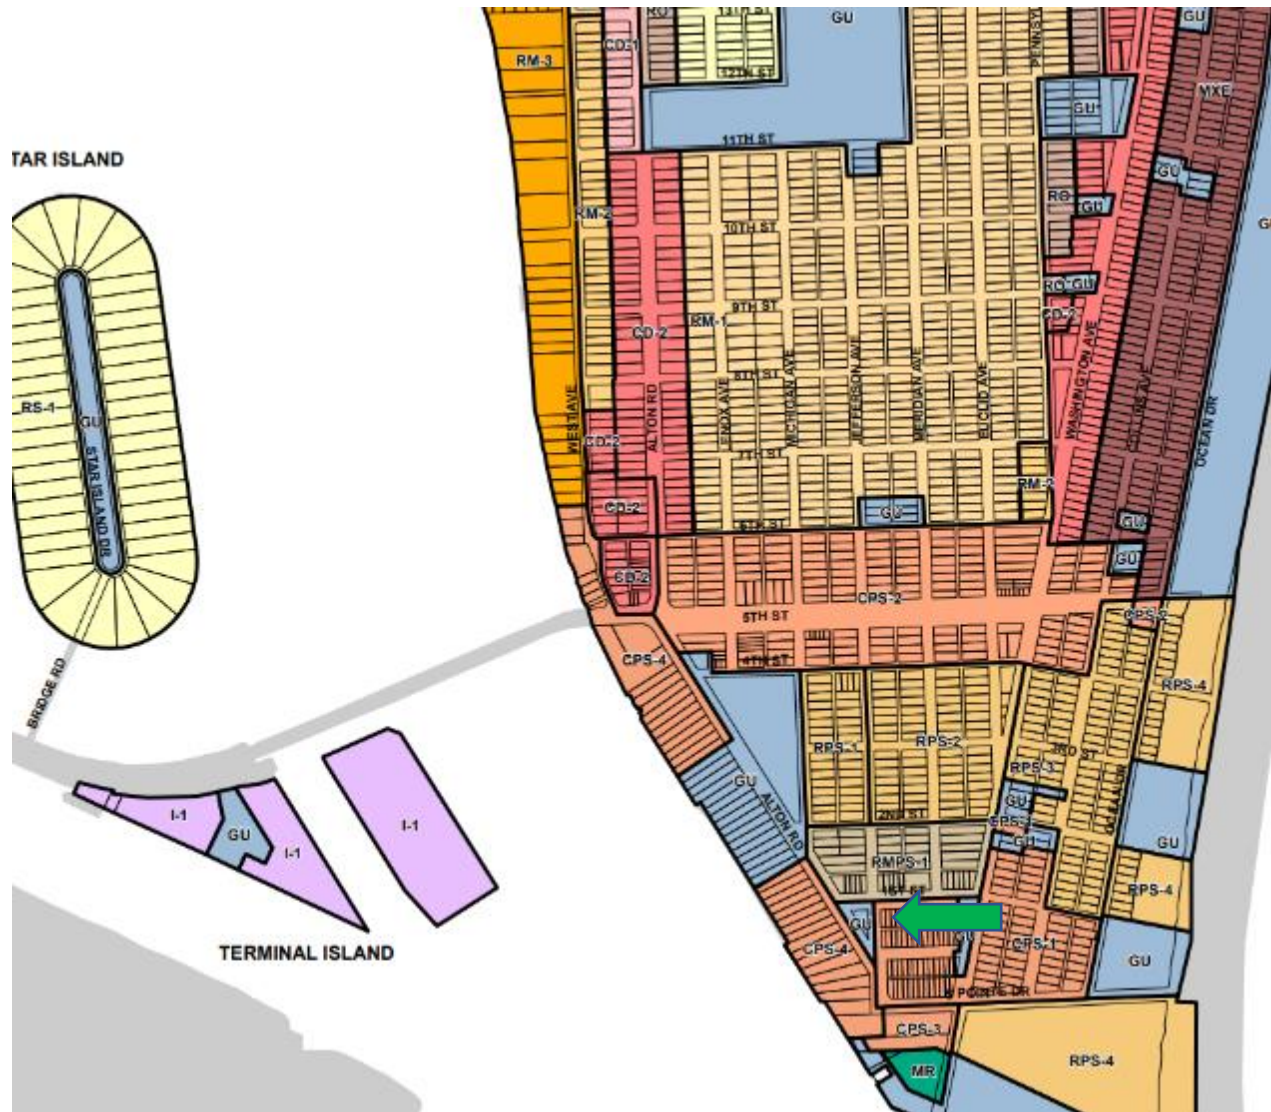 13TH ST
GU
GU
RO
CD-1
RM-3
12TH ST
MXE
GU
11TH ST
TAR ISLAND
GU
RO
GU
RM-2
10TH ST
RO
GU
CD-2
9TH ST
RM-1
CD-2
RS-1
GU
STAR ISLAND DR
WEST AVE
ALTON RD
LENOX AVE
MICHIGAN AVE
JEFFERSON AVE
MERIDIAN AVE
EUCLID AVE
WASHINGTON AVE
COLLINS AVE
OCEAN DR
8TH ST
CD-2
7TH ST
RM-2
CD-2
GU
6TH ST
GU
GU
CD-2
CPS-2
5TH ST
CPS-2
CPS-4
4TH ST
RPS-4
BRIDGE RD
RPS-1
RPS-2
3RD ST
RPS-3
GU
ALTON RD
GU
I-1
GU
I-1
I-1
2ND ST
GU
GU
RMPS-1
1ST ST
RPS-4
GU
GU
CPS-4
CPS-1
GU
TERMINAL ISLAND
S POINTE DR
CPS-3
MR
RPS-4